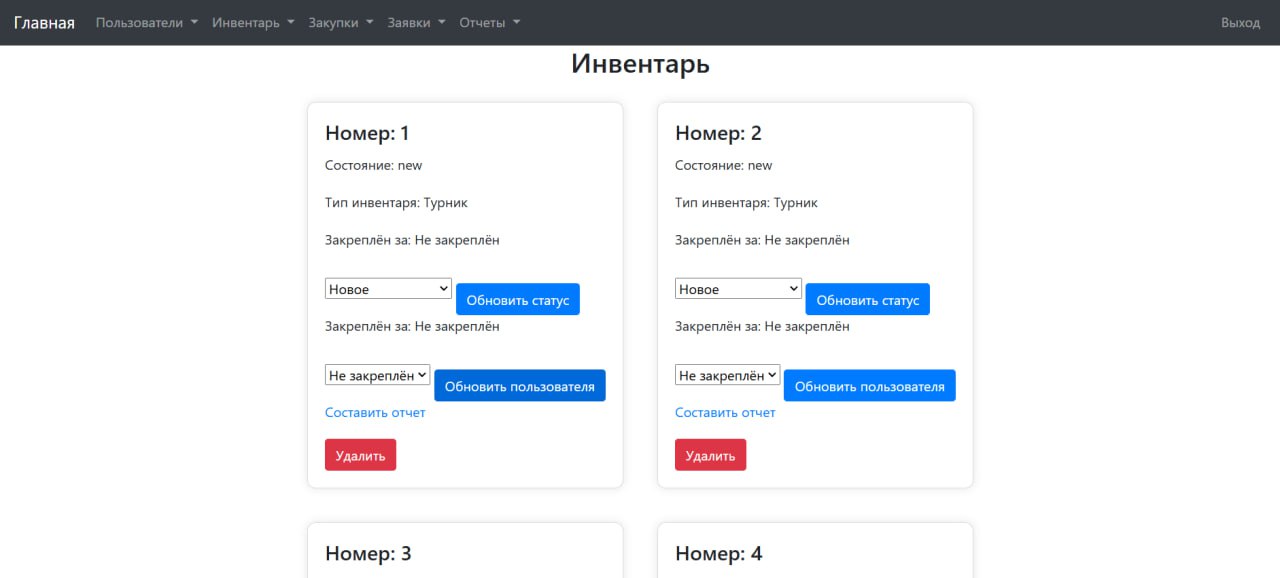 Главная Пользователи Инвентарь Закупки Заявки Отчеты Выход
Инвентарь
Номер: 1
Состояние: new
Тип инвентаря: Турник
Закреплён за: Не закреплён
Новое Обновить статус
Закреплён за: Не закреплён
Не закреплён Обновить пользователя
Составить отчет
Удалить
Номер: 2
Состояние: new
Тип инвентаря: Турник
Закреплён за: Не закреплён
Новое Обновить статус
Закреплён за: Не закреплён
Не закреплён Обновить пользователя
Составить отчет
Удалить
Номер: 3
Номер: 4